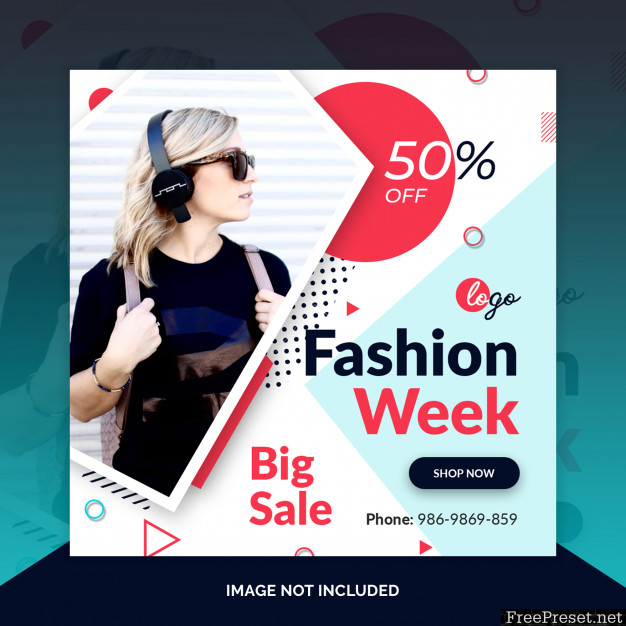 50%
OFF
logo
Fashion
Week
SHOP NOW
Big
Sale
Phone: 986-9869-859
IMAGE NOT INCLUDED
FreePreset.net